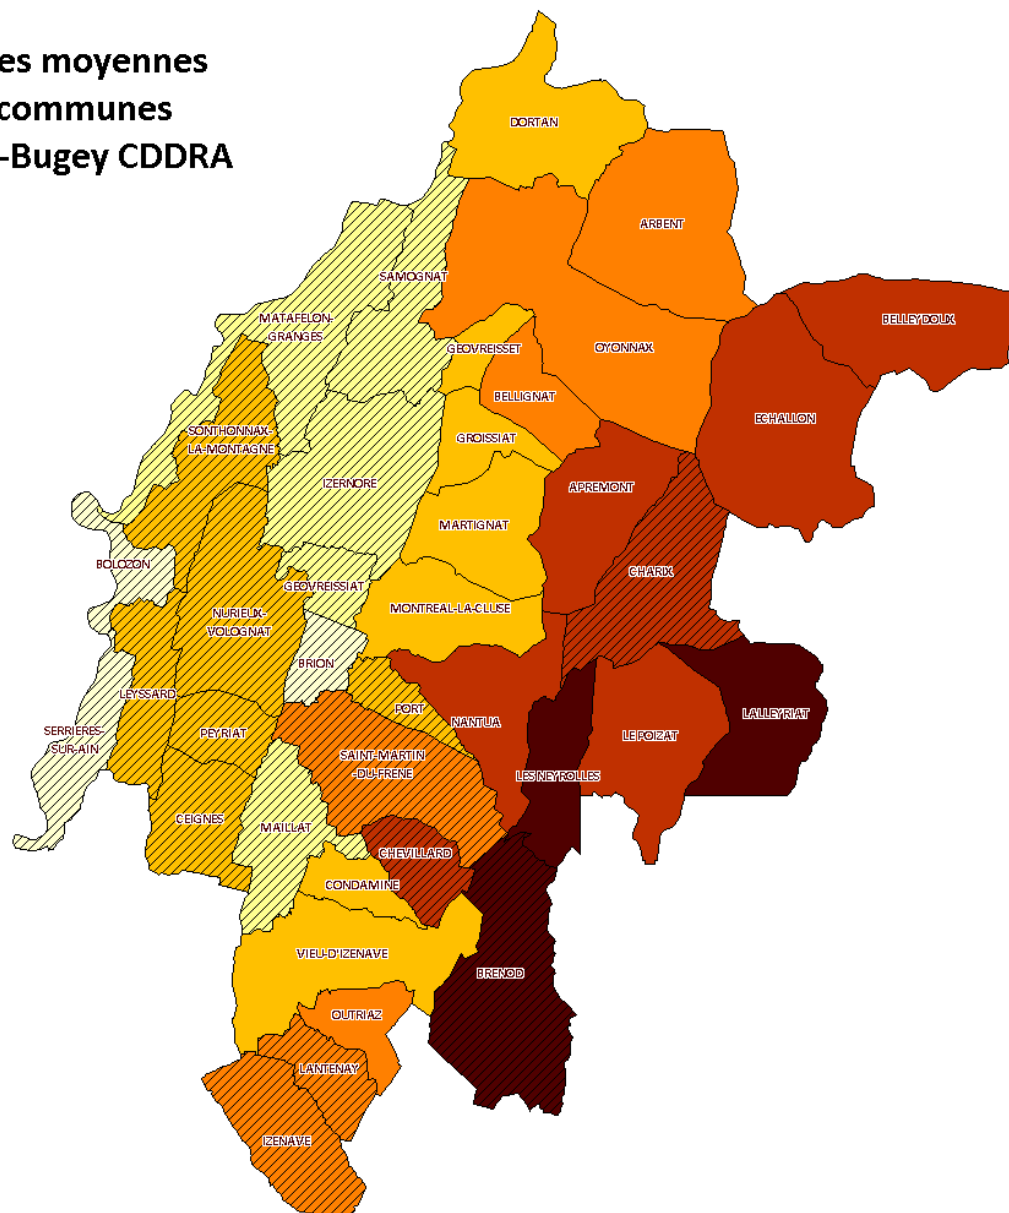 es moyennes
communes
-Bugey CDDRA
DORTAN
ARBENT
SAMOGNAT
MATAFELON-
GRANGES
BELLEYDOUX
GEOVREISSET
OYONNAX
BELLIGNAT
ECHALLON
SONTHONNAX-
LA-MONTAGNE
GROISSIAT
IZERNORE
APREMONT
MARTIGNAT
BOLOZON
CHARIX
GEOVREISSIAT
NURIEUX-
VOLOGNAT
MONTREAL-LA-CLUSE
BRION
LEYSSARD
PORT
NANTUA
LALLEYRIAT
SERRIERES-
SUR-AIN
PEYRIAT
LE POIZAT
SAINT-MARTIN
-DU-FRENE
LES NEYROLLES
CEIGNES
MAILLAT
CHEVILLARD
CONDAMINE
VIEU-D'IZENAVE
BRENOD
OUTRIAZ
LANTENAY
IZENAVE